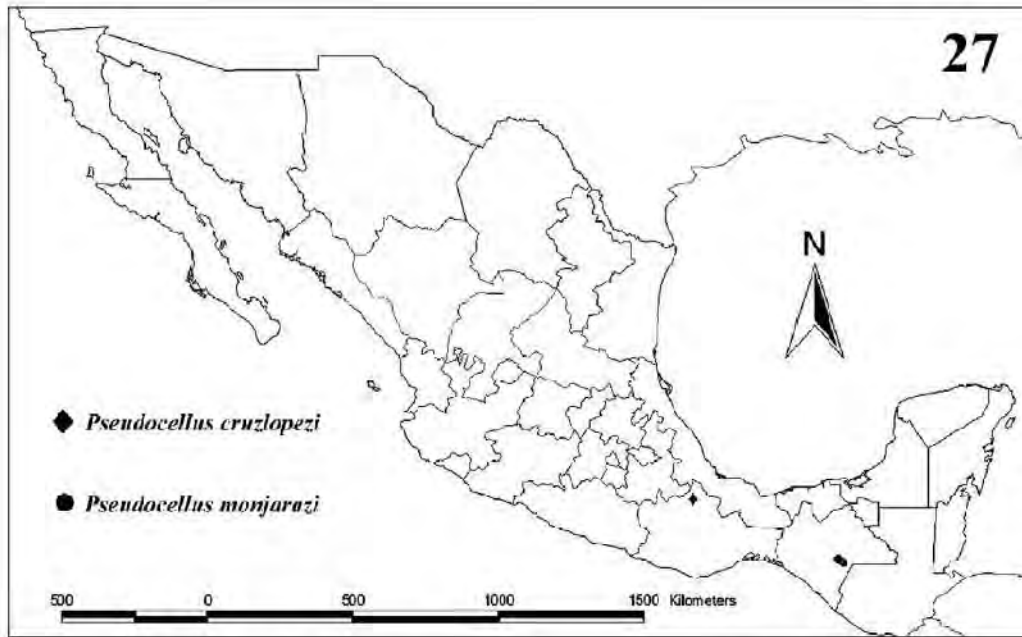 27
N
Pseudocellus cruzlopezi
Pseudocellus monjarazi
500 0 500 1000 1500 Kilometers